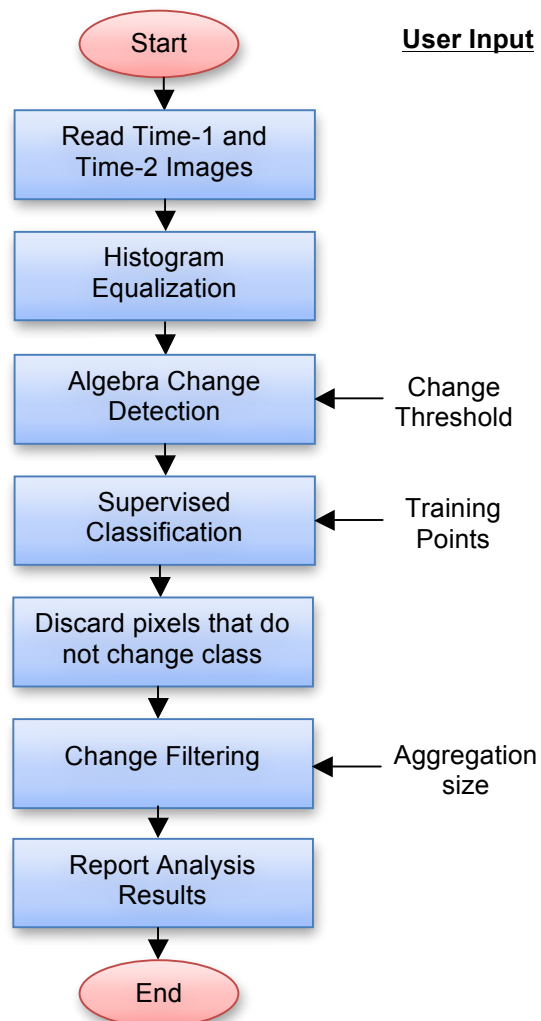 Start
User Input
Read Time-1 and
Time-2 Images
Histogram
Equalization
Algebra Change
Detection
Change
Threshold
Supervised
Classification
Training
Points
Discard pixels that do
not change class
Change Filtering
Aggregation
size
Report Analysis
Results
End